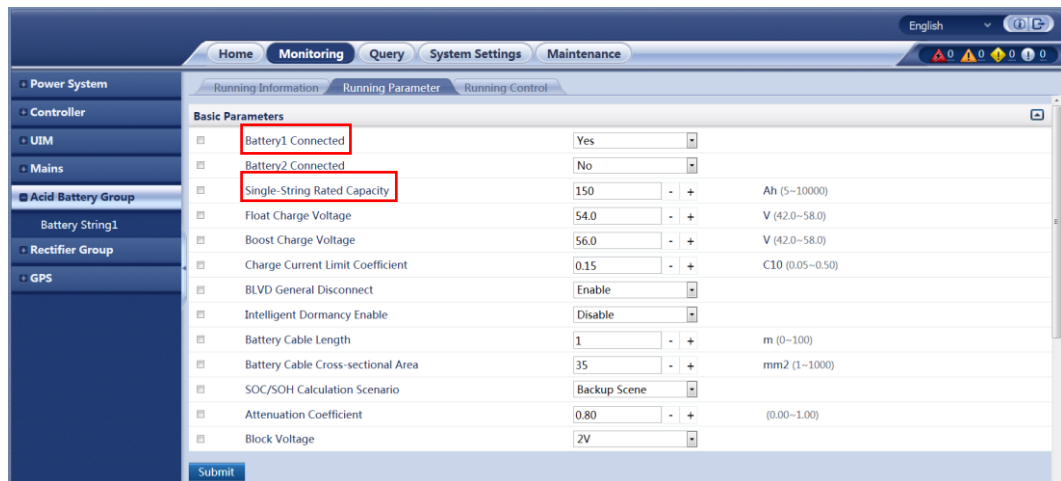 English
Home Monitoring Query System Settings Maintenance
0 0 0 0
Power System
Controller
UIM
Mains
Acid Battery Group
Battery String1
Rectifier Group
GPS
Running Information Running Parameter Running Control
Basic Parameters
Battery1 Connected Yes
Battery2 Connected No
Single-String Rated Capacity 150 - + Ah (5~10000)
Float Charge Voltage 54.0 - + V (42.0~58.0)
Boost Charge Voltage 56.0 - + V (42.0~58.0)
Charge Current Limit Coefficient 0.15 - + C10 (0.05~0.50)
BLVD General Disconnect Enable
Intelligent Dormancy Enable Disable
Battery Cable Length 1 - + m (0~100)
Battery Cable Cross-sectional Area 35 - + mm2 (1~1000)
SOC/SOH Calculation Scenario Backup Scene
Attenuation Coefficient 0.80 - + (0.00~1.00)
Block Voltage 2V
Submit